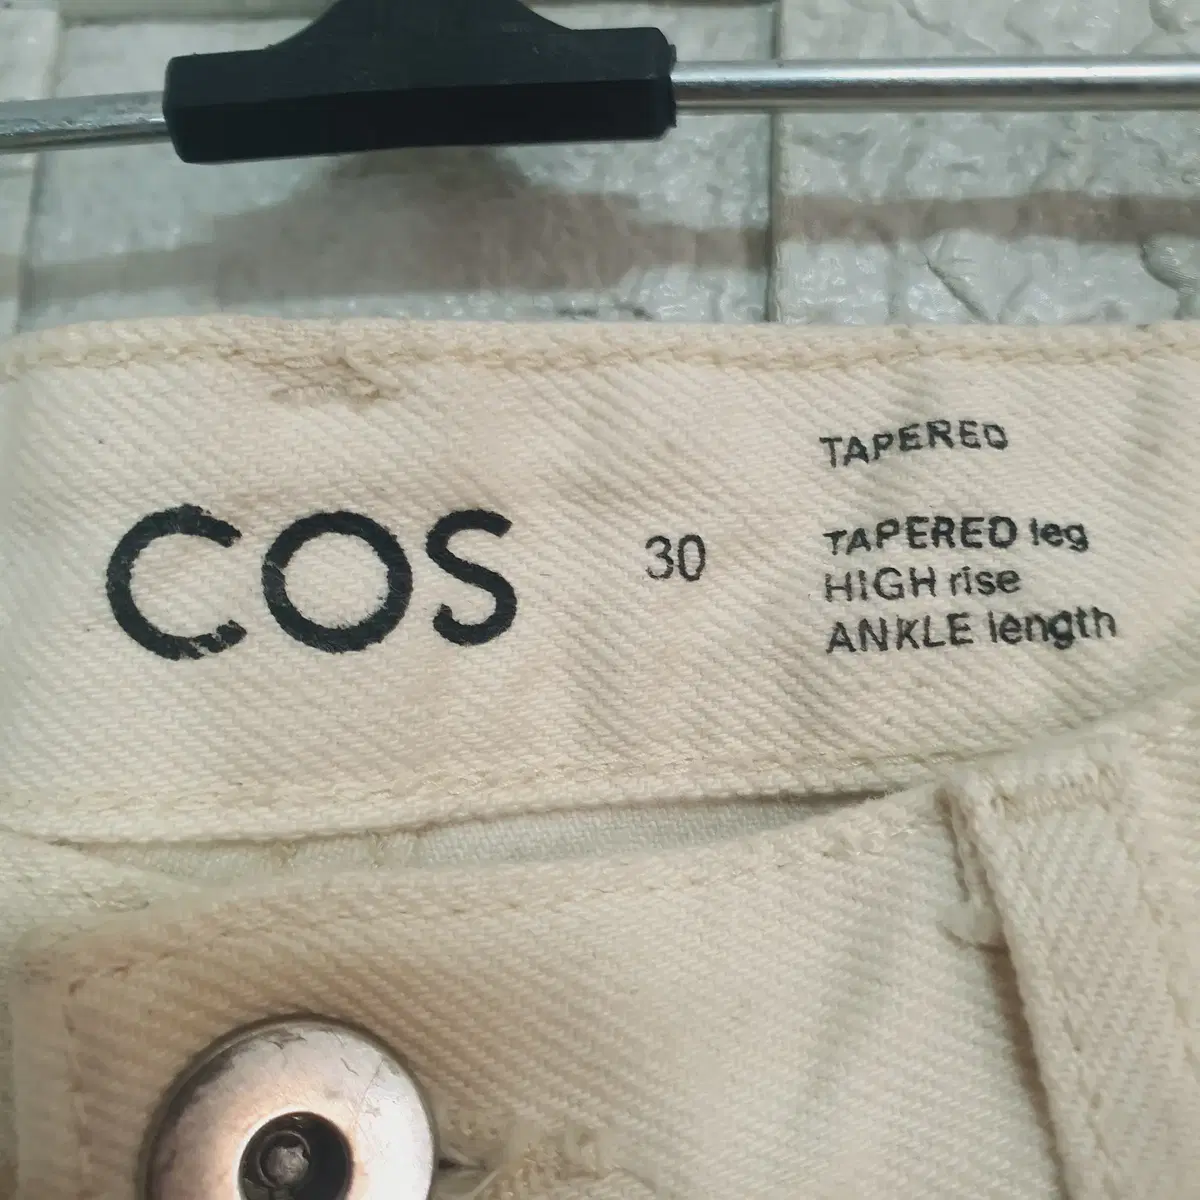 COS
30
TAPERED
TAPERED leg
HIGH rise
ANKLE length